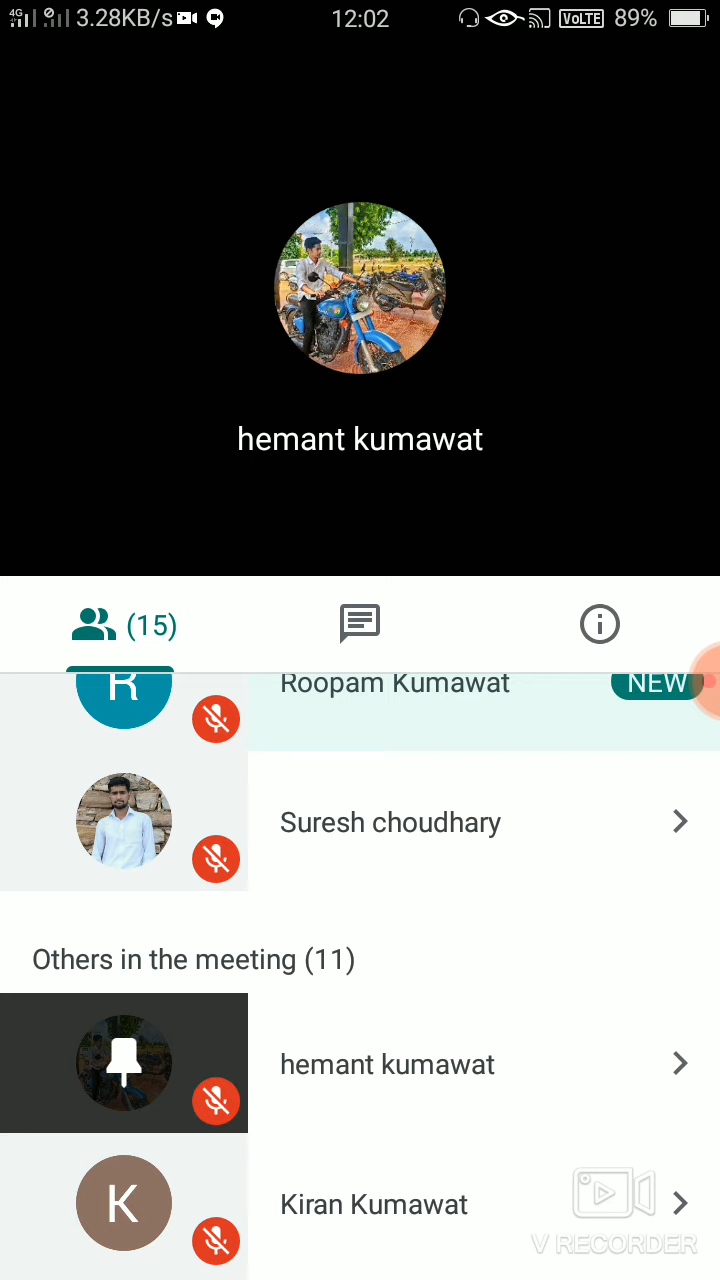 4G 3.28KB/s 12:02 VoLTE 89%
hemant kumawat
(15)
R Roopam Kumawat NEW
Suresh choudhary
Others in the meeting (11)
hemant kumawat
K Kiran Kumawat
V RECORDER